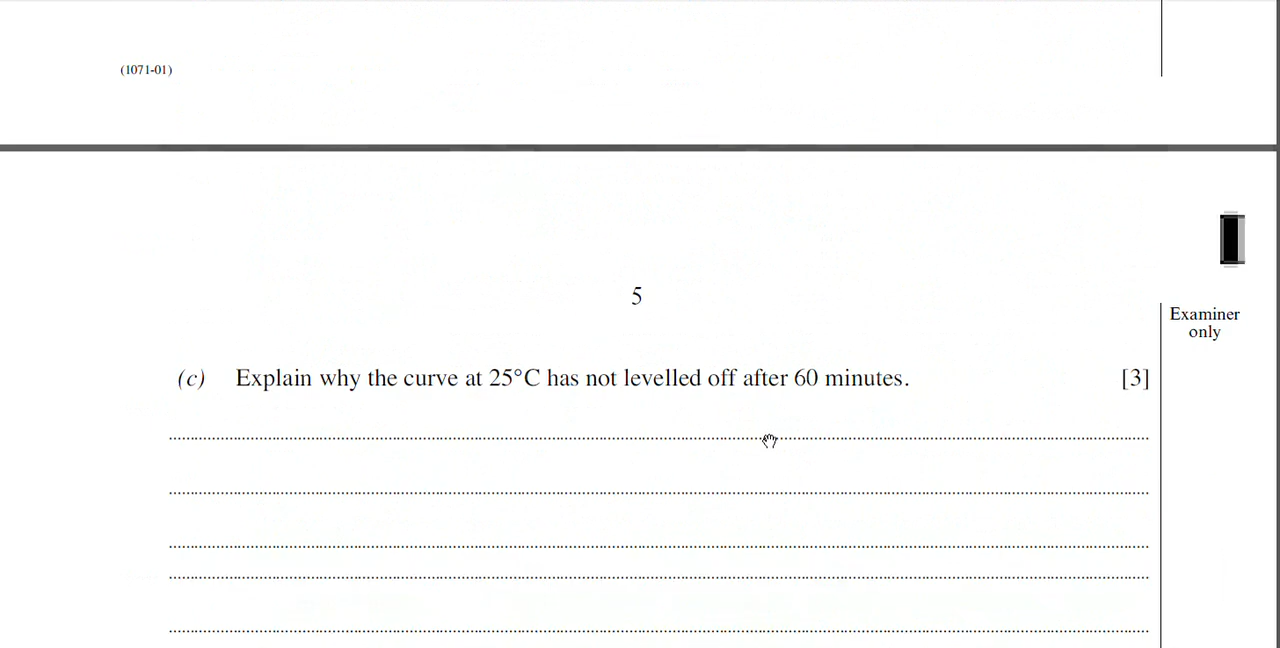 (1071-01)
5
Examiner
only
(c) Explain why the curve at 25°C has not levelled off after 60 minutes. [3]